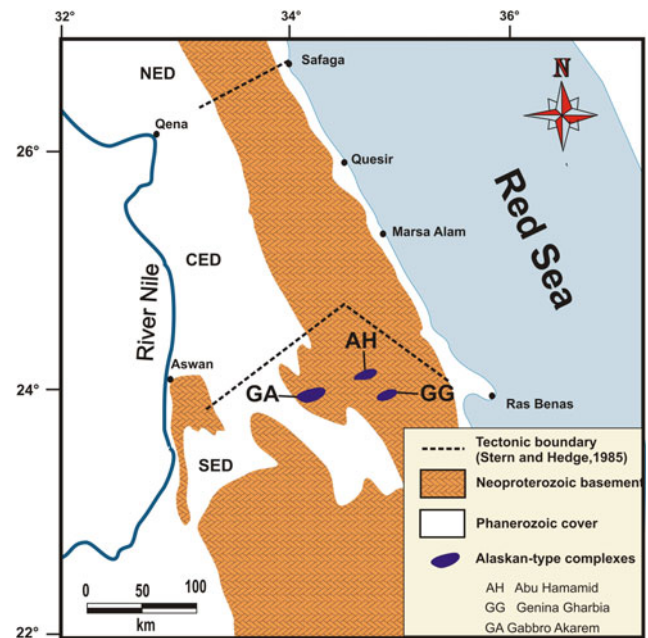 32°
34°
36°
NED
Safaga
N
Qena
26°
Quesir
Red Sea
Marsa Alam
CED
River Nile
AH
Aswan
24°
GA
GG
Ras Benas
SED
Tectonic boundary
(Stern and Hedge,1985)
Neoproterozoic basement
Phanerozoic cover
Alaskan-type complexes
AH Abu Hamamid
GG Genina Gharbia
GA Gabbro Akarem
0 50 100
km
22°